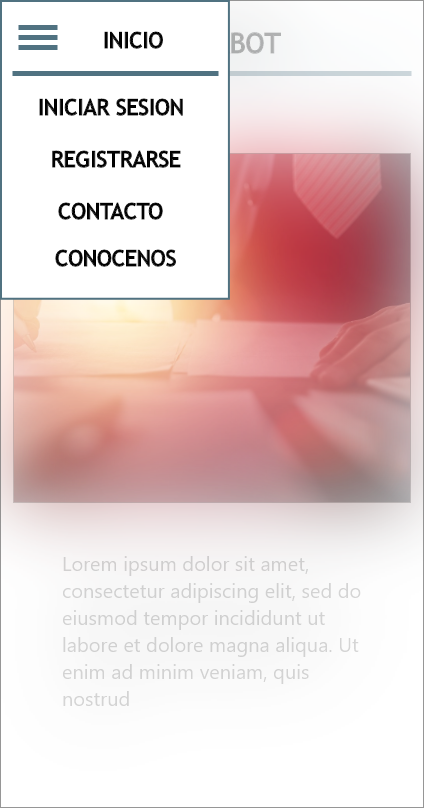 INICIO
BOT
INICIAR SESION
REGISTRARSE
CONTACTO
CONOCENOS
Lorem ipsum dolor sit amet,
consectetur adipiscing elit, sed do
eiusmod tempor incididunt ut
labore et dolore magna aliqua. Ut
enim ad minim veniam, quis
nostrud